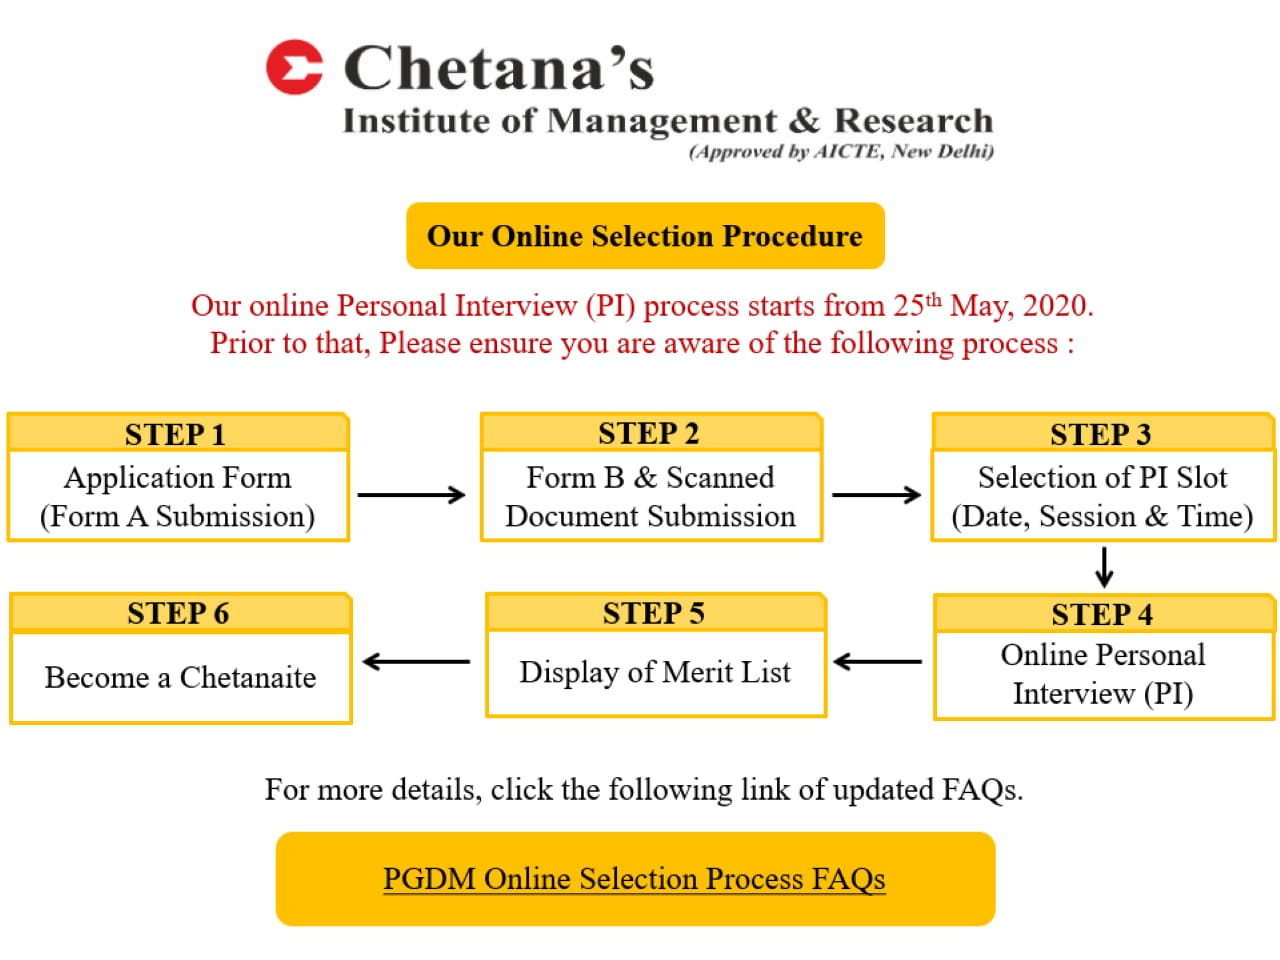 Chetana's
Institute of Management & Research
(Approved by AICTE, New Delhi)
Our Online Selection Procedure
Our online Personal Interview (PI) process starts from 25th May, 2020.
Prior to that, Please ensure you are aware of the following process :
STEP 1
Application Form
(Form A Submission)
STEP 2
Form B & Scanned
Document Submission
STEP 3
Selection of PI Slot
(Date, Session & Time)
STEP 4
Online Personal
Interview (PI)
STEP 5
Display of Merit List
STEP 6
Become a Chetanaite
For more details, click the following link of updated FAQs.
PGDM Online Selection Process FAQs